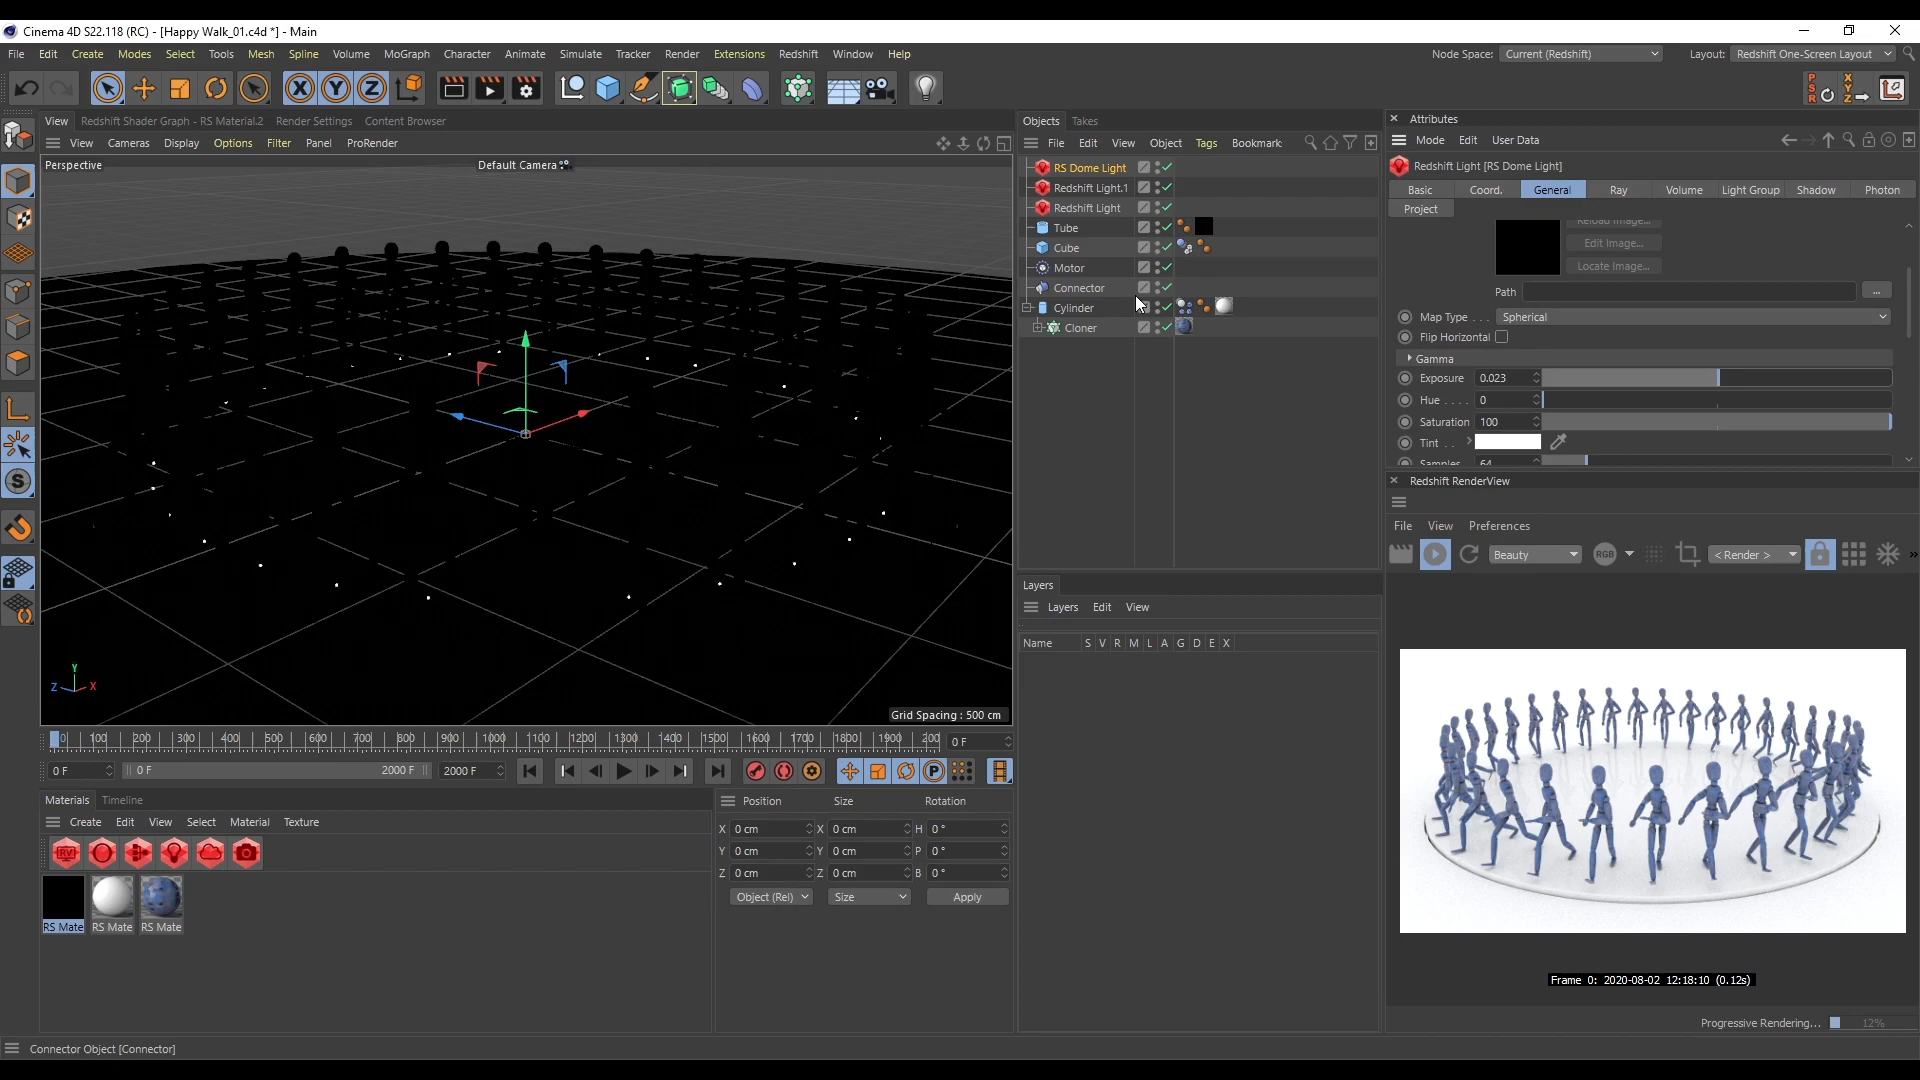 Cinema 4D S22.118 (RC) - [Happy Walk_01.c4d *] - Main
File Edit Create Modes Select Tools Mesh Spline Volume MoGraph Character Animate Simulate Tracker Render Extensions Redshift Window Help
Node Space: Current (Redshift) Layout: Redshift One-Screen Layout
View Redshift Shader Graph - RS Material.2 Render Settings Content Browser
View Cameras Display Options Filter Panel ProRender
Perspective
Default Camera
Y
Z X
Grid Spacing : 500 cm
Objects Takes
File Edit View Object Tags Bookmark
RS Dome Light
Redshift Light.1
Redshift Light
Tube
Cube
Motor
Connector
Cylinder
Cloner
Layers
Layers Edit View
Name S V R M L A G D E X
Attributes
Mode Edit User Data
Redshift Light [RS Dome Light]
Basic Coord. General Ray Volume Light Group Shadow Photon
Project
Reload Image...
Edit Image...
Locate Image...
Path ...
Map Type . . . Spherical
Flip Horizontal
Gamma
Exposure 0.023
Hue . . . . 0
Saturation 100
Tint . .
Samples 64
Redshift RenderView
File View Preferences
Beauty RGB < Render > »
Frame 0: 2020-08-02 12:18:10 (0.12s)
Progressive Rendering... 12%
0 100 200 300 400 500 600 700 800 900 1000 1100 1200 1300 1400 1500 1600 1700 1800 1900 200 0 F
0 F 0 F 2000 F 2000 F
Materials Timeline
Create Edit View Select Material Texture
RS Mate RS Mate RS Mate
Position Size Rotation
X 0 cm X 0 cm H 0 °
Y 0 cm Y 0 cm P 0 °
Z 0 cm Z 0 cm B 0 °
Object (Rel) Size Apply
Connector Object [Connector]